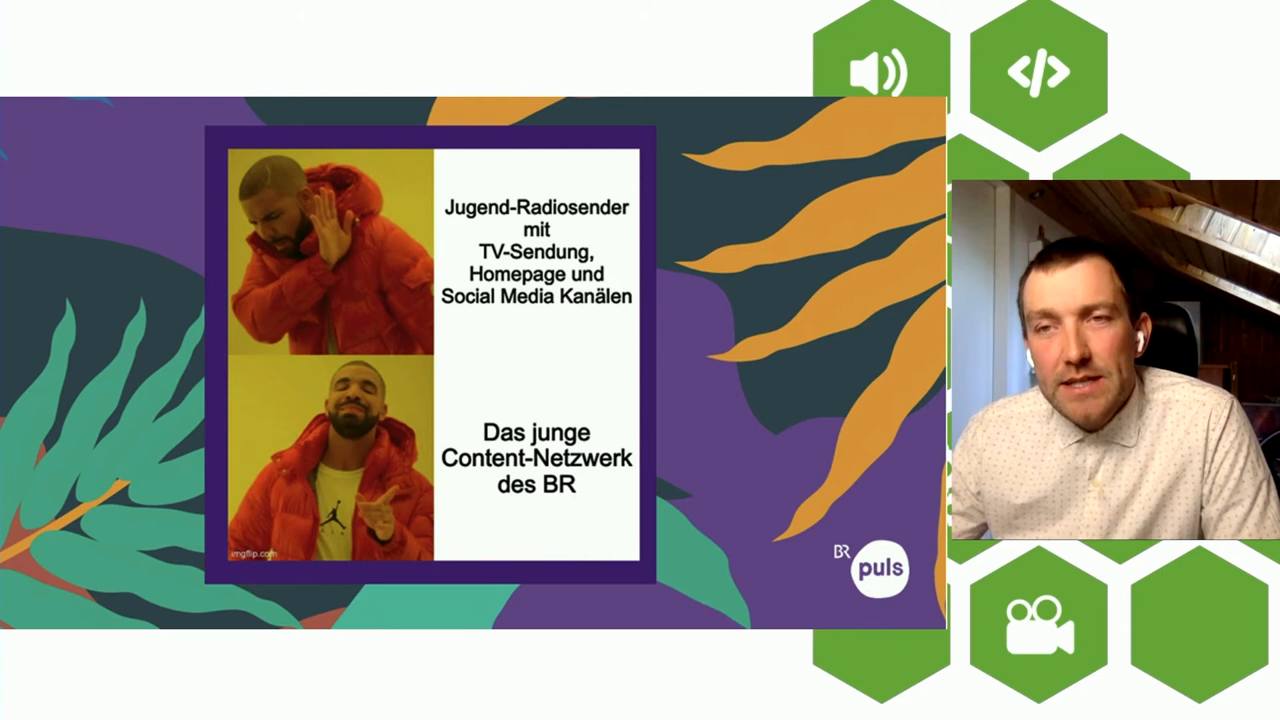 Jugend-Radiosender
mit
TV-Sendung,
Homepage und
Social Media Kanälen
Das junge
Content-Netzwerk
des BR
imgflip.com
BR
puls